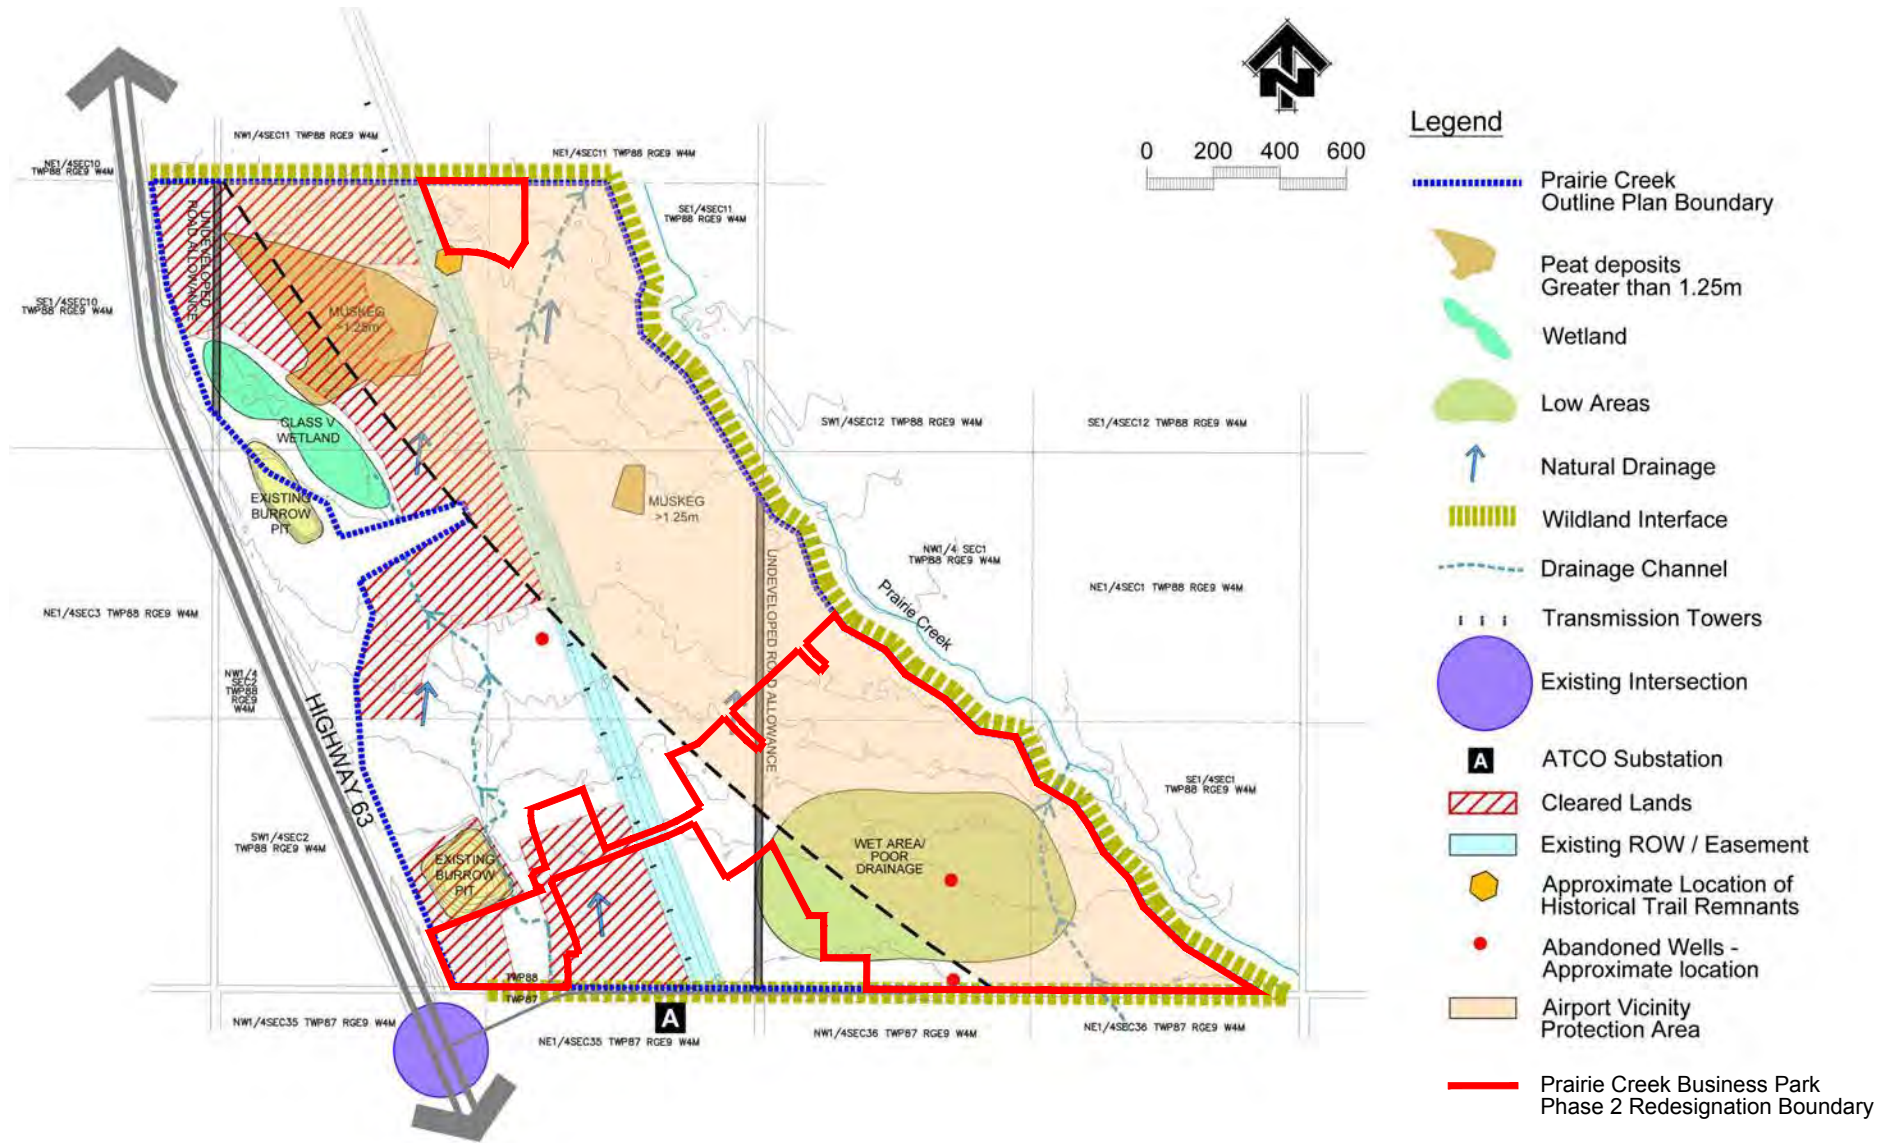 NW1/4SEC11 TWP88 RGE9 W4M
NE1/4SEC11 TWP88 RGE9 W4M
NE1/4SEC10
TWP88 RGE9 W4M
SE1/4SEC11
TWP88 RGE9 W4M
UNDEVELOPED
ROAD ALLOWANCE
SE1/4SEC10
TWP88 RGE9 W4M
MUSKEG
>1.25m
CLASS V
WETLAND
SW1/4SEC12 TWP88 RGE9 W4M
SE1/4SEC12 TWP88 RGE9 W4M
EXISTING
BURROW
PIT
MUSKEG
>1.25m
NW1/4 SEC1
TWP88 RGE9 W4M
NE1/4SEC1 TWP88 RGE9 W4M
Prairie Creek
UNDEVELOPED ROAD ALLOWANCE
NE1/4SEC3 TWP88 RGE9 W4M
NW1/4
SEC2
TWP88
RGE9
W4M
HIGHWAY 63
SE1/4SEC1
TWP88 RGE9 W4M
SW1/4SEC2
TWP88 RGE9 W4M
EXISTING
BURROW
PIT
WET AREA/
POOR
DRAINAGE
TWP88
TWP87
A
NW1/4SEC35 TWP87 RGE9 W4M
NE1/4SEC35 TWP87 RGE9 W4M
NW1/4SEC36 TWP87 RGE9 W4M
NE1/4SEC36 TWP87 RGE9 W4M
N
0 200 400 600
Legend
Prairie Creek
Outline Plan Boundary
Peat deposits
Greater than 1.25m
Wetland
Low Areas
Natural Drainage
Wildland Interface
Drainage Channel
Transmission Towers
Existing Intersection
A ATCO Substation
Cleared Lands
Existing ROW / Easement
Approximate Location of
Historical Trail Remnants
Abandoned Wells -
Approximate location
Airport Vicinity
Protection Area
Prairie Creek Business Park
Phase 2 Redesignation Boundary